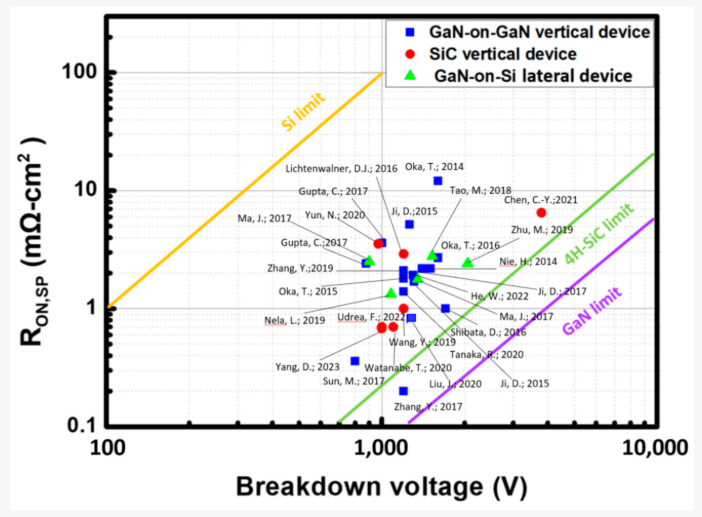 GaN-on-GaN vertical device
SiC vertical device
GaN-on-Si lateral device
100
10
1
0.1
R_ON,SP (mΩ-cm²)
Si limit
Lichtenwalner, D.J.; 2016
Oka, T.; 2014
Gupta, C.; 2017
Tao, M.; 2018
Chen, C.-Y.;2021
Ma, J.; 2017
Yun, N.; 2020
Ji, D.;2015
Zhu, M.; 2019
Gupta, C.;2017
Oka, T.; 2016
4H-SiC limit
Zhang, Y.;2019
Nie, H.; 2014
Oka, T.; 2015
He, W.; 2022
Ji, D.; 2017
GaN limit
Nela, L.; 2019
Udrea, F.; 2022
Ma, J.; 2017
Shibata, D.; 2016
Wang, Y.; 2019
Tanaka, R.; 2020
Yang, D.; 2023
Watanabe, T.; 2020
Sun, M.; 2017
Liu, J.; 2020
Ji, D.; 2015
Zhang, Y.; 2017
100
1,000
10,000
Breakdown voltage (V)